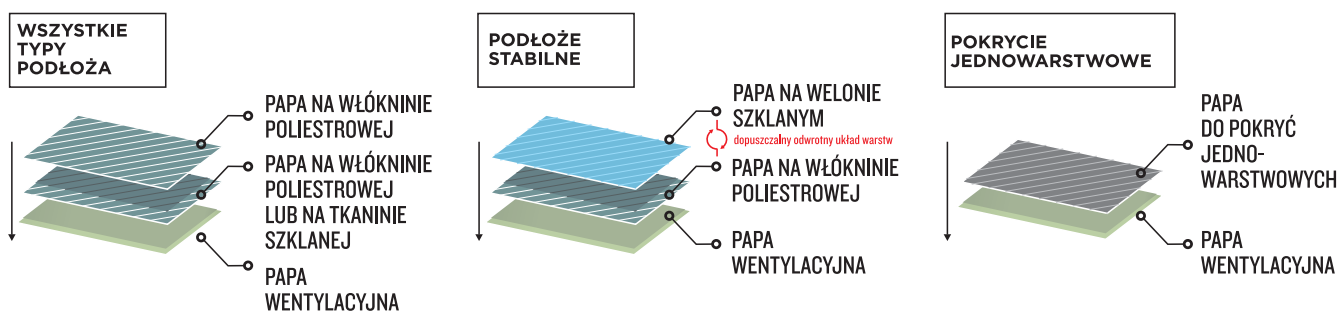 WSZYSTKIE
TYPY
PODŁOŻA
PAPA NA WŁÓKNINIE
POLIESTROWEJ
PAPA NA WŁÓKNINIE
POLIESTROWEJ
LUB NA TKANINIE
SZKLANEJ
PAPA
WENTYLACYJNA
PODŁOŻE
STABILNE
PAPA NA WELONIE
SZKLANYM
dopuszczalny odwrotny układ warstw
PAPA NA WŁÓKNINIE
POLIESTROWEJ
PAPA
WENTYLACYJNA
POKRYCIE
JEDNOWARSTWOWE
PAPA
DO POKRYĆ
JEDNO-
WARSTWOWYCH
PAPA
WENTYLACYJNA